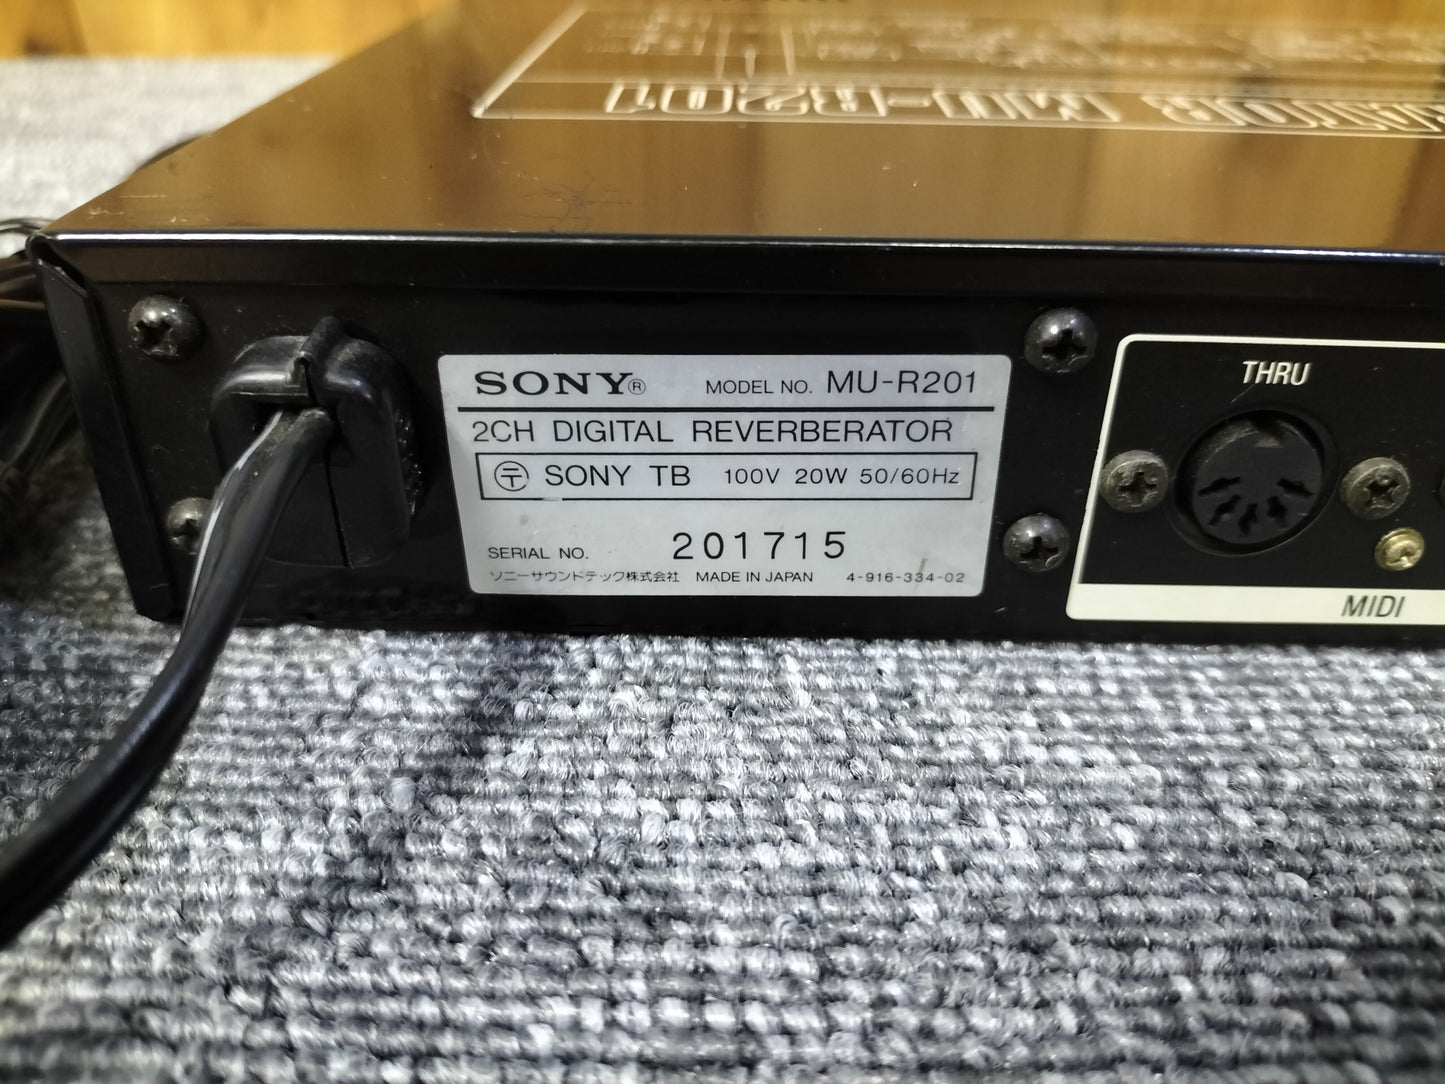 MU-R201
SONY® MODEL NO. MU-R201
2CH DIGITAL REVERBERATOR
〒 SONY TB 100V 20W 50/60Hz
SERIAL NO. 201715
ソニーサウンドテック株式会社 MADE IN JAPAN 4-916-334-02
THRU
MIDI